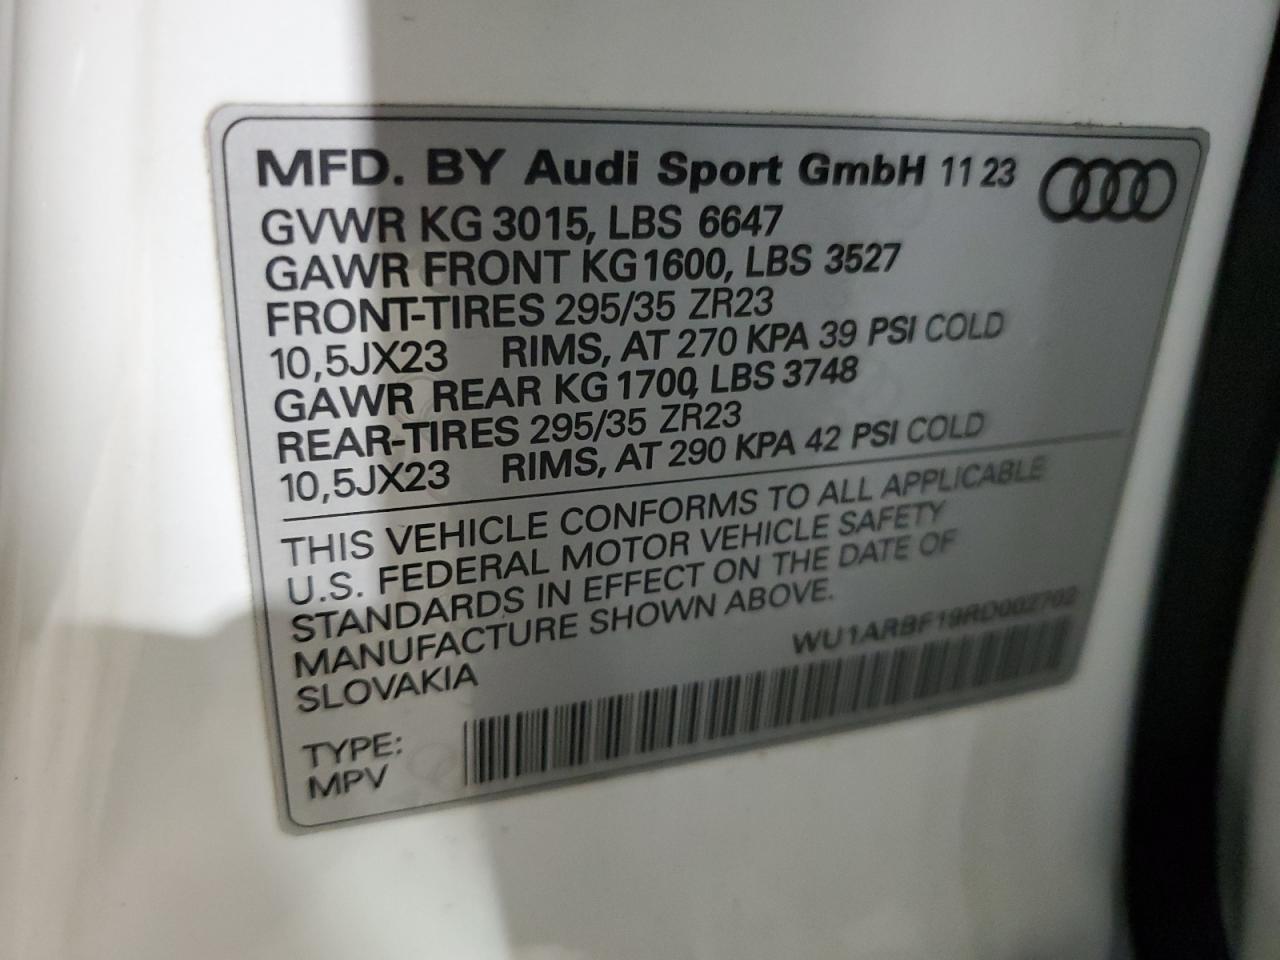 MFD. BY Audi Sport GmbH 11 23
GVWR KG 3015, LBS 6647
GAWR FRONT KG 1600, LBS 3527
FRONT-TIRES 295/35 ZR23
10,5JX23 RIMS, AT 270 KPA 39 PSI COLD
GAWR REAR KG 1700, LBS 3748
REAR-TIRES 295/35 ZR23
10,5JX23 RIMS, AT 290 KPA 42 PSI COLD
THIS VEHICLE CONFORMS TO ALL APPLICABLE
U.S. FEDERAL MOTOR VEHICLE SAFETY
STANDARDS IN EFFECT ON THE DATE OF
MANUFACTURE SHOWN ABOVE.
SLOVAKIA
WU1ARBF19RD002702
TYPE:
MPV